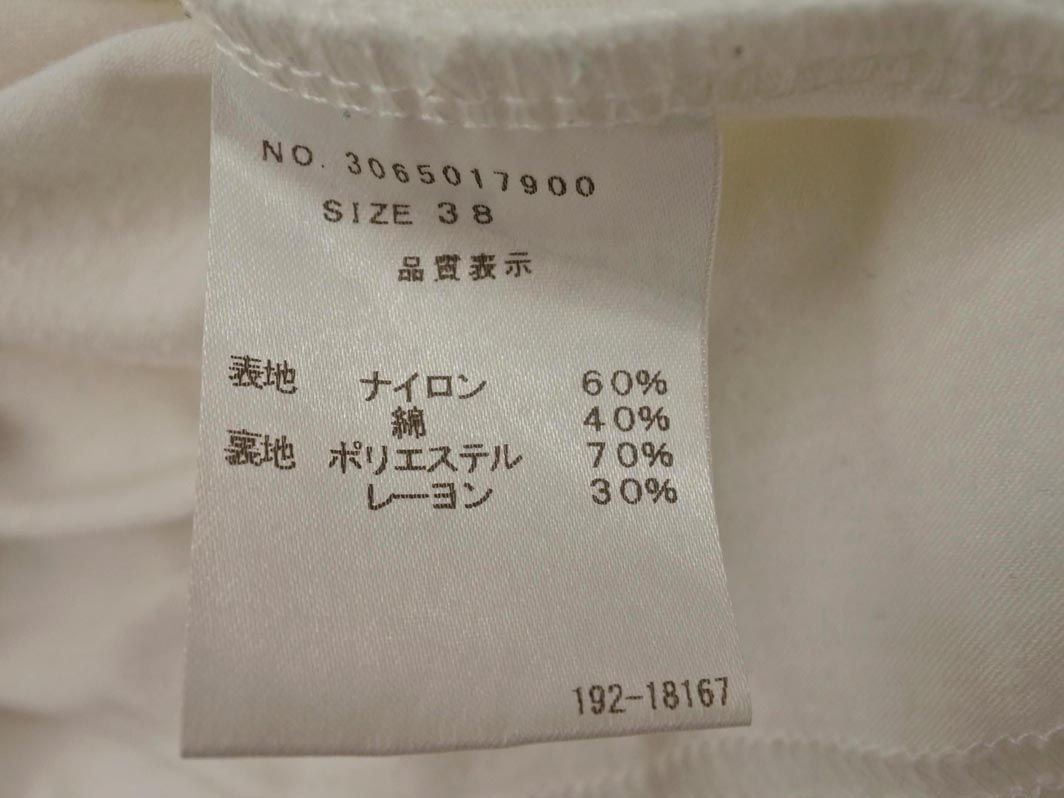 NO. 3065017900
SIZE 38
品質表示
表地 ナイロン 60%
綿 40%
裏地 ポリエステル 70%
レーヨン 30%
192-18167